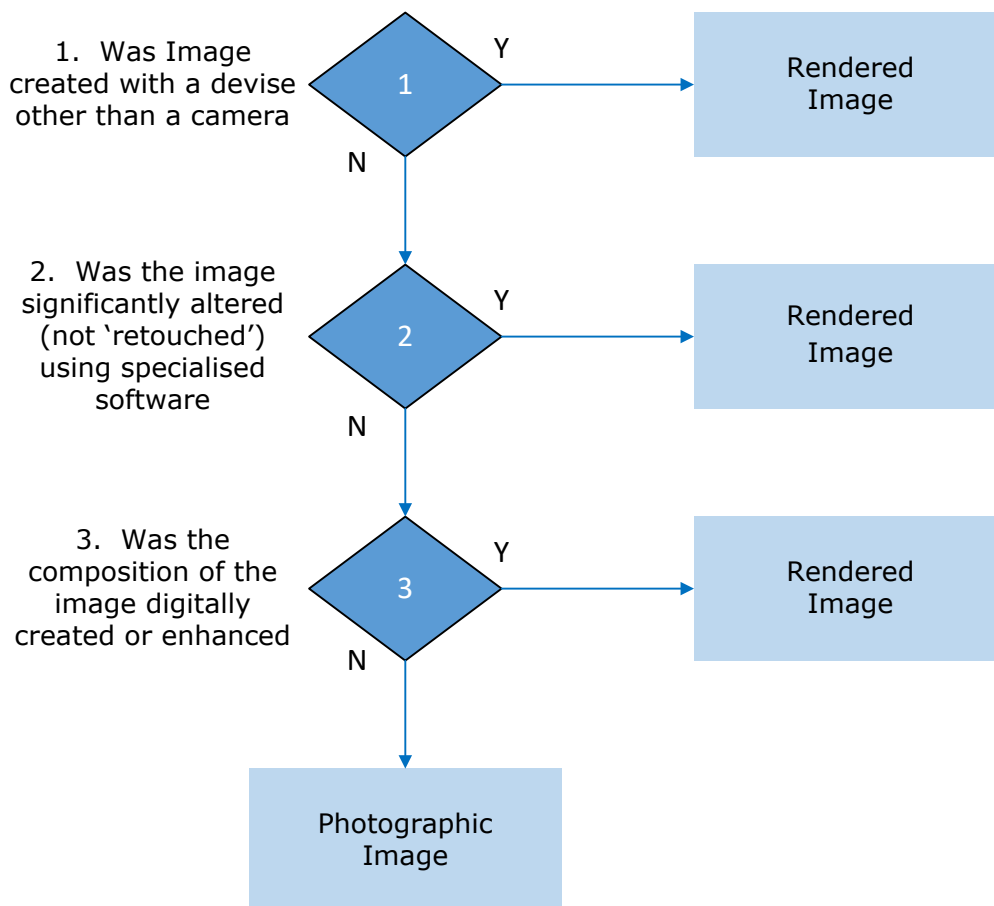 1. Was Image
created with a devise
other than a camera
1
Y
N
Rendered
Image
2. Was the image
significantly altered
(not ‘retouched’)
using specialised
software
2
Y
N
Rendered
Image
3. Was the
composition of the
image digitally
created or enhanced
3
Y
N
Rendered
Image
Photographic
Image